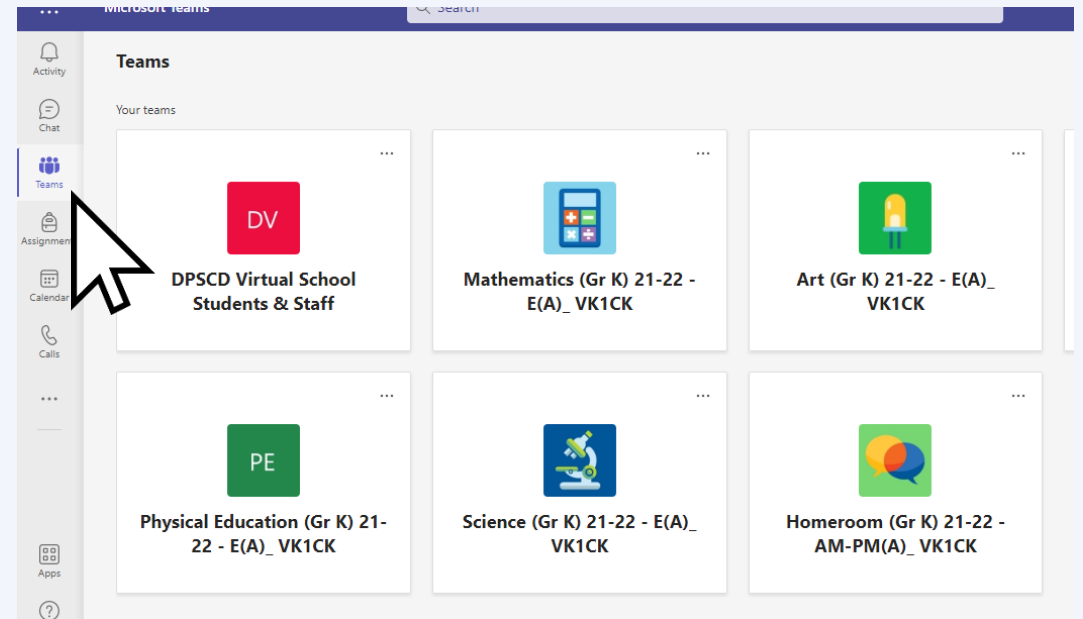 Microsoft Teams
Search
Activity
Chat
Teams
Assignment
Calendar
Calls
Apps
Teams
Your teams
DV
DPSCD Virtual School
Students & Staff
Mathematics (Gr K) 21-22 -
E(A)_ VK1CK
Art (Gr K) 21-22 - E(A)_
VK1CK
PE
Physical Education (Gr K) 21-
22 - E(A)_ VK1CK
Science (Gr K) 21-22 - E(A)_
VK1CK
Homeroom (Gr K) 21-22 -
AM-PM(A)_ VK1CK